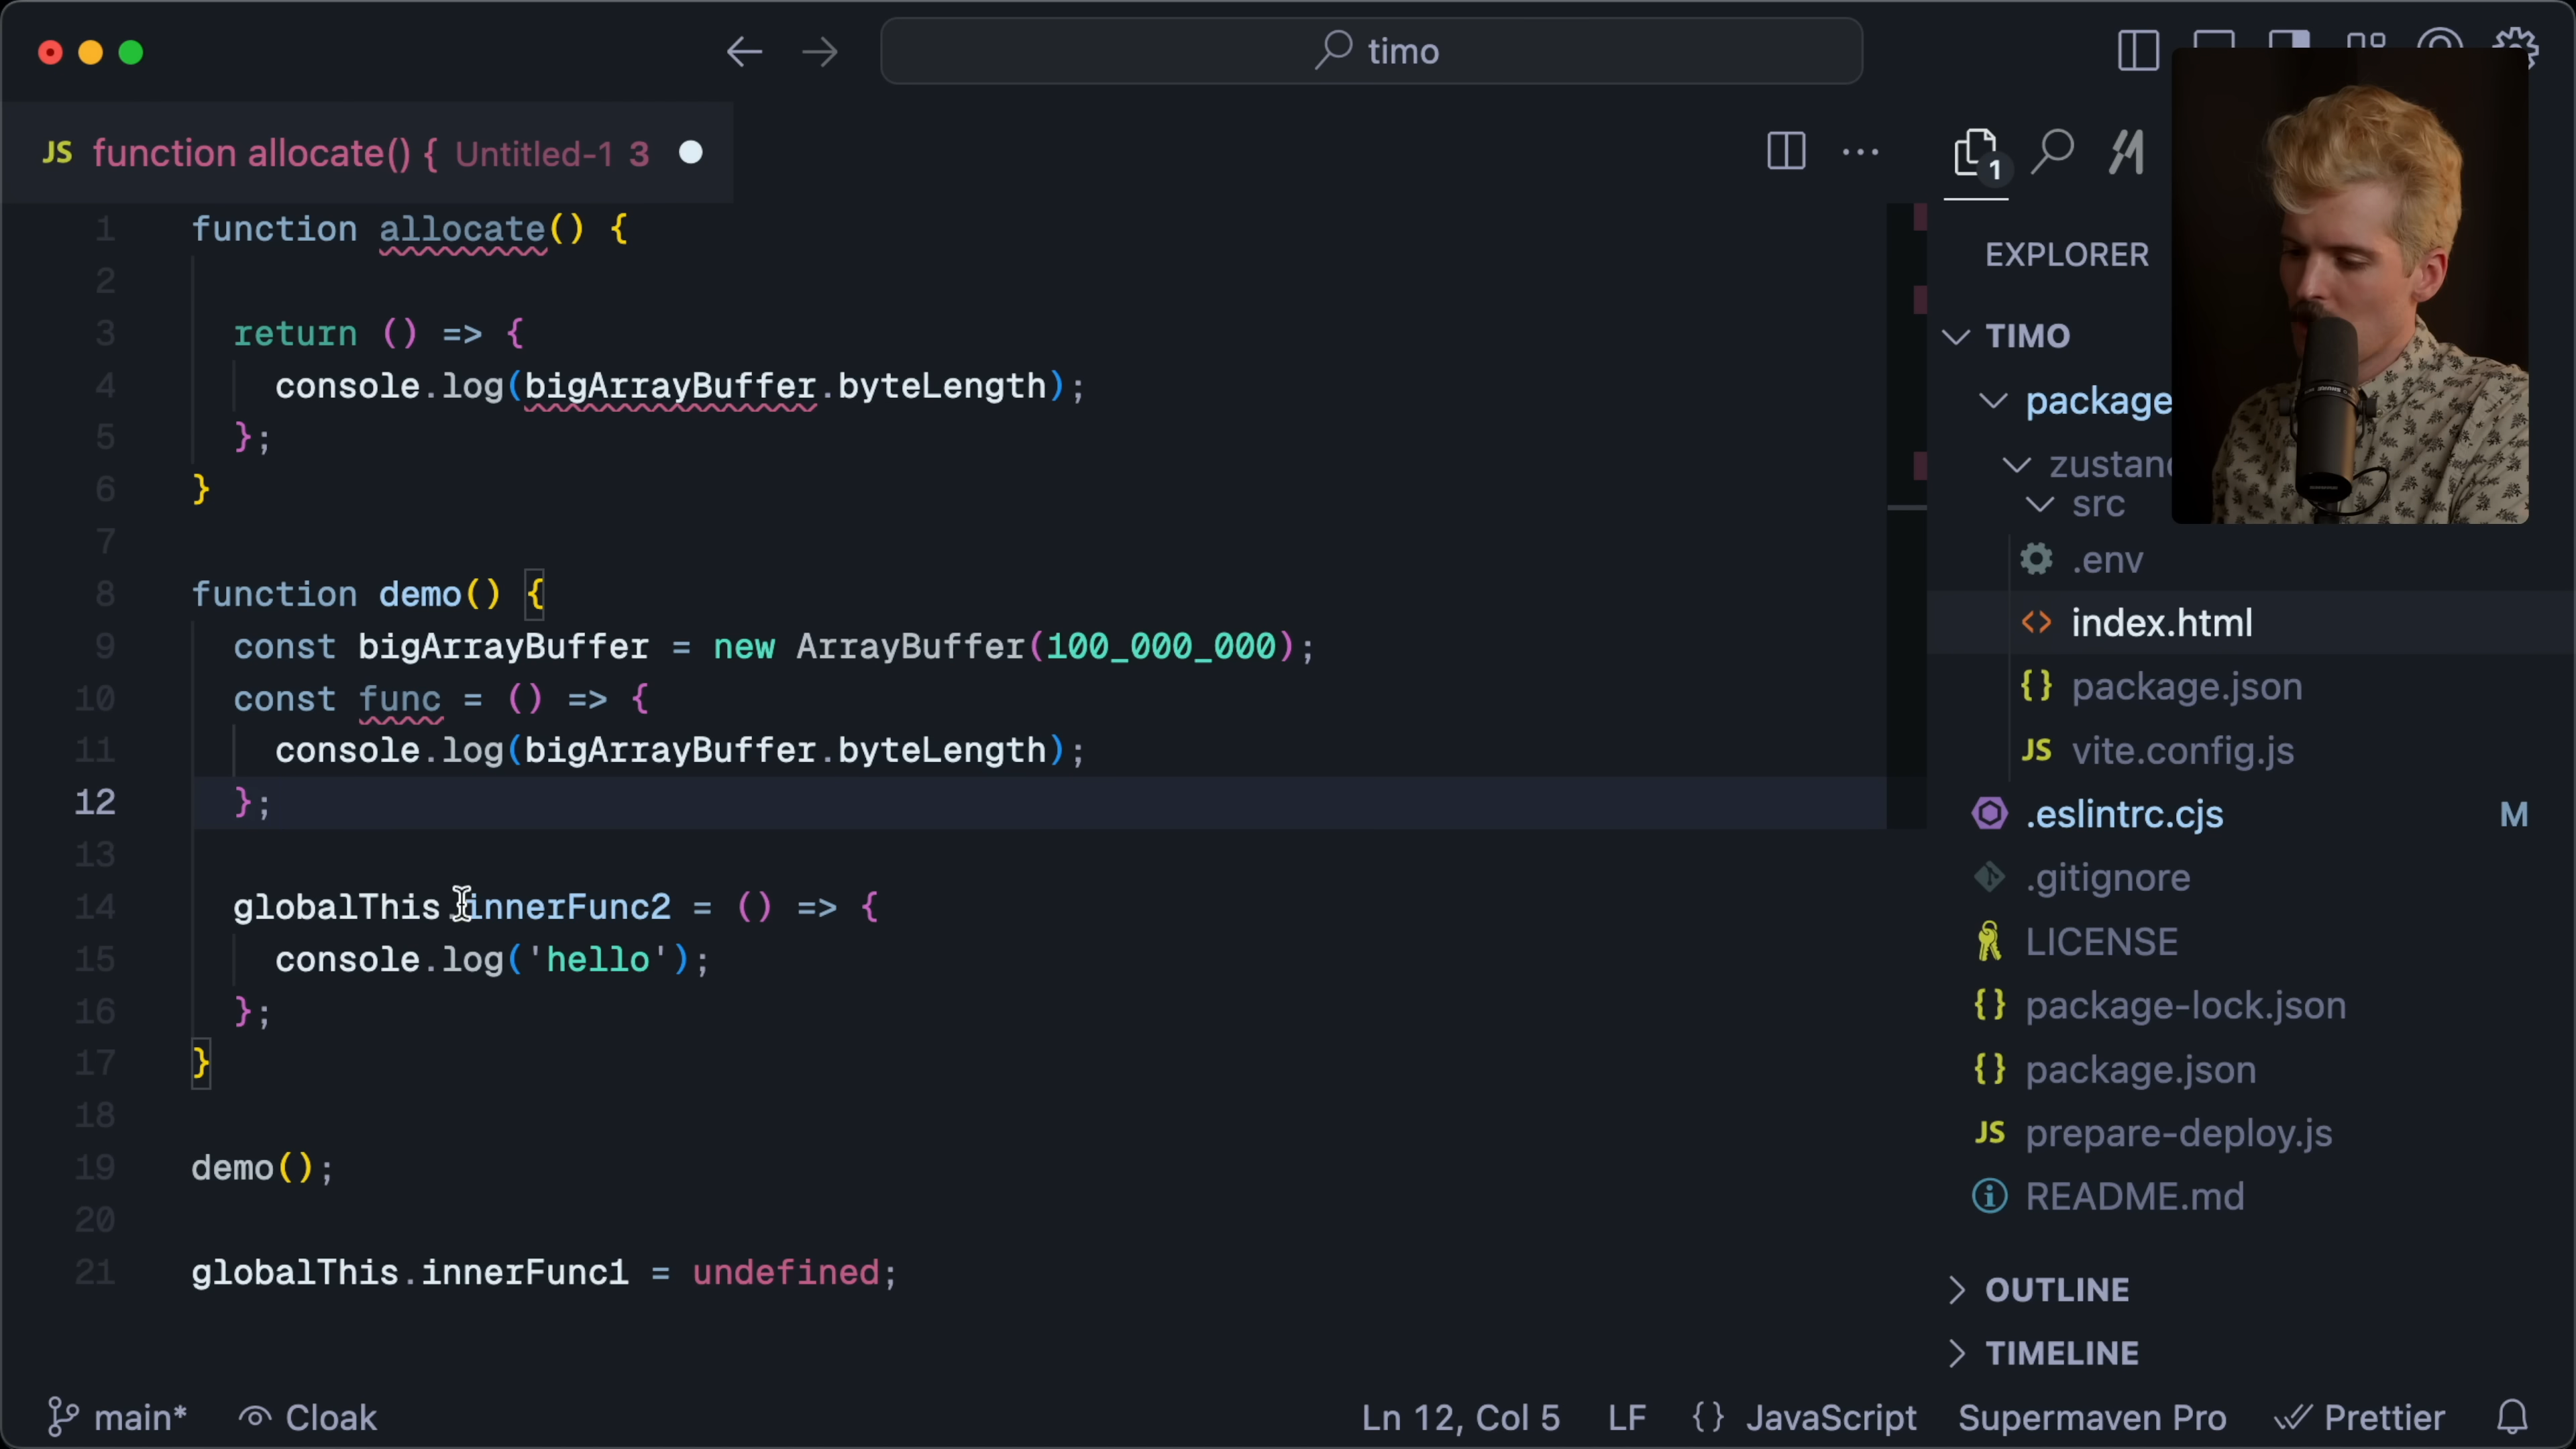 timo
JS function allocate() { Untitled-1 3
1 function allocate() {
2
3 return () => {
4 console.log(bigArrayBuffer.byteLength);
5 };
6 }
7
8 function demo() {
9 const bigArrayBuffer = new ArrayBuffer(100_000_000);
10 const func = () => {
11 console.log(bigArrayBuffer.byteLength);
12 };
13
14 globalThis.innerFunc2 = () => {
15 console.log('hello');
16 };
17 }
18
19 demo();
20
21 globalThis.innerFunc1 = undefined;
1
EXPLORER
TIMO
package
zustand
src
.env
index.html
{} package.json
JS vite.config.js
.eslintrc.cjs M
.gitignore
LICENSE
{} package-lock.json
{} package.json
JS prepare-deploy.js
README.md
OUTLINE
TIMELINE
main* Cloak Ln 12, Col 5 LF {} JavaScript Supermaven Pro Prettier